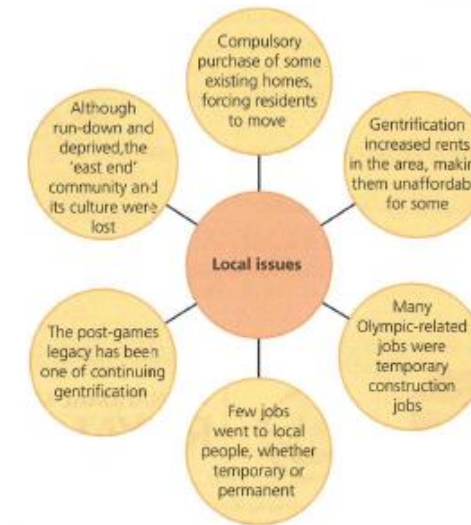 Compulsory
purchase of some
existing homes,
forcing residents
to move
Gentrification
increased rents
in the area,
them
for some
Many
Olympic-related
jobs were
temporary
construction
jobs
Few jobs
went to local
people, whether
temporary or
permanent
The post-games
legacy has been
one of continuing
gentrification
Although
run-down and
deprived,the
'east end'
community and
its culture were
lost
Local issues